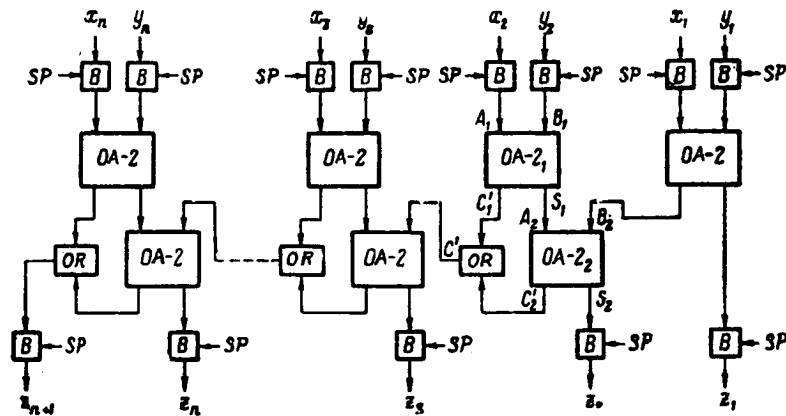 xₙ yₙ x₃ y₃ x₂ y₂ x₁ y₁
SP B B SP B B SP SP B B SP SP B B SP
A₁ B₁
OA-2 OA-2 OA-2₁ OA-2
C'₁ S₁
A₂ B₂
OR OA-2 OR OA-2 C' OR OA-2₂
C'₂ S₂
B SP B SP B SP B SP B SP
zₙ₊₁ zₙ z₃ z₂ z₁